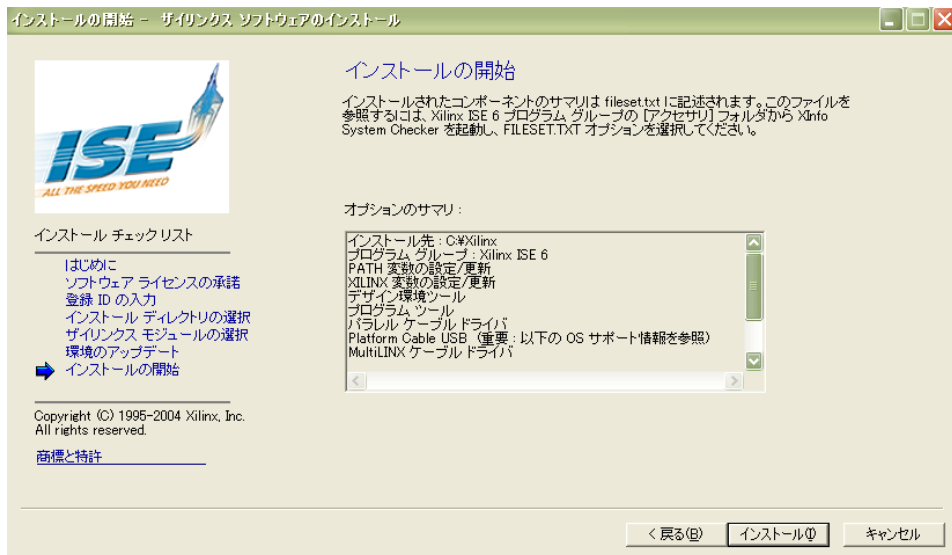 インストールの開始 - ザイリンクス ソフトウェアのインストール
ISE
ALL THE SPEED YOU NEED
インストール チェックリスト
はじめに
ソフトウェア ライセンスの承諾
登録 ID の入力
インストール ディレクトリの選択
ザイリンクス モジュールの選択
環境のアップデート
インストールの開始
Copyright (C) 1995-2004 Xilinx, Inc.
All rights reserved.
商標と特許
インストールの開始
インストールされたコンポーネントのサマリは fileset.txt に記述されます。このファイルを
参照するには、Xilinx ISE 6 プログラム グループの [アクセサリ] フォルダから XInfo
System Checker を起動し、FILESET.TXT オプションを選択してください。
オプションのサマリ :
インストール先 : C:¥Xilinx
プログラム グループ : Xilinx ISE 6
PATH 変数の設定/更新
XILINX 変数の設定/更新
デザイン環境ツール
プログラム ツール
パラレル ケーブル ドライバ
Platform Cable USB (重要 : 以下の OS サポート情報を参照)
MultiLINX ケーブル ドライバ
< 戻る(B)
インストール(I)
キャンセル